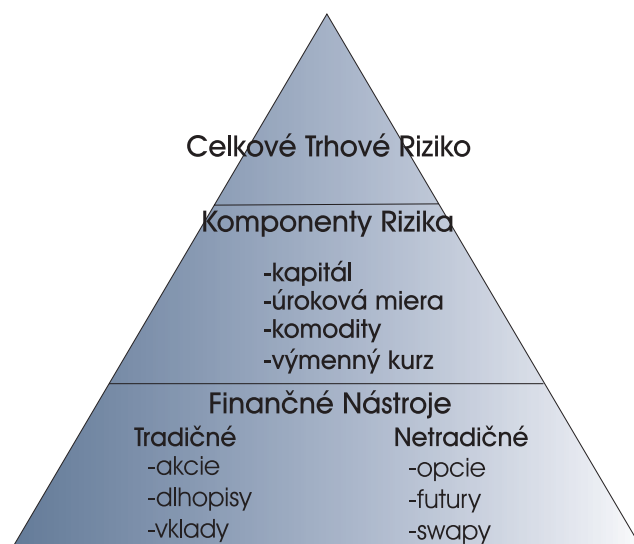 Celkové Trhové Riziko
Komponenty Rizika
-kapitál
-úroková miera
-komodity
-výmenný kurz
Finančné Nástroje
Tradičné
-akcie
-dlhopisy
-vklady
Netradičné
-opcie
-futury
-swapy